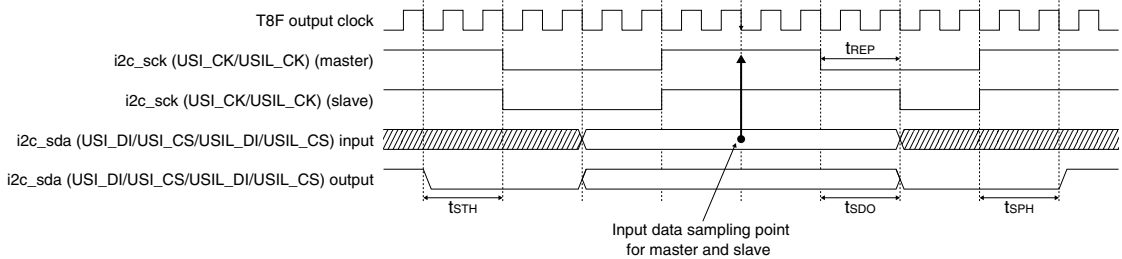 T8F output clock
i2c_sck (USI_CK/USIL_CK) (master)
tREP
i2c_sck (USI_CK/USIL_CK) (slave)
i2c_sda (USI_DI/USI_CS/USIL_DI/USIL_CS) input
i2c_sda (USI_DI/USI_CS/USIL_DI/USIL_CS) output
tSTH
tSDO
tSPH
Input data sampling point
for master and slave